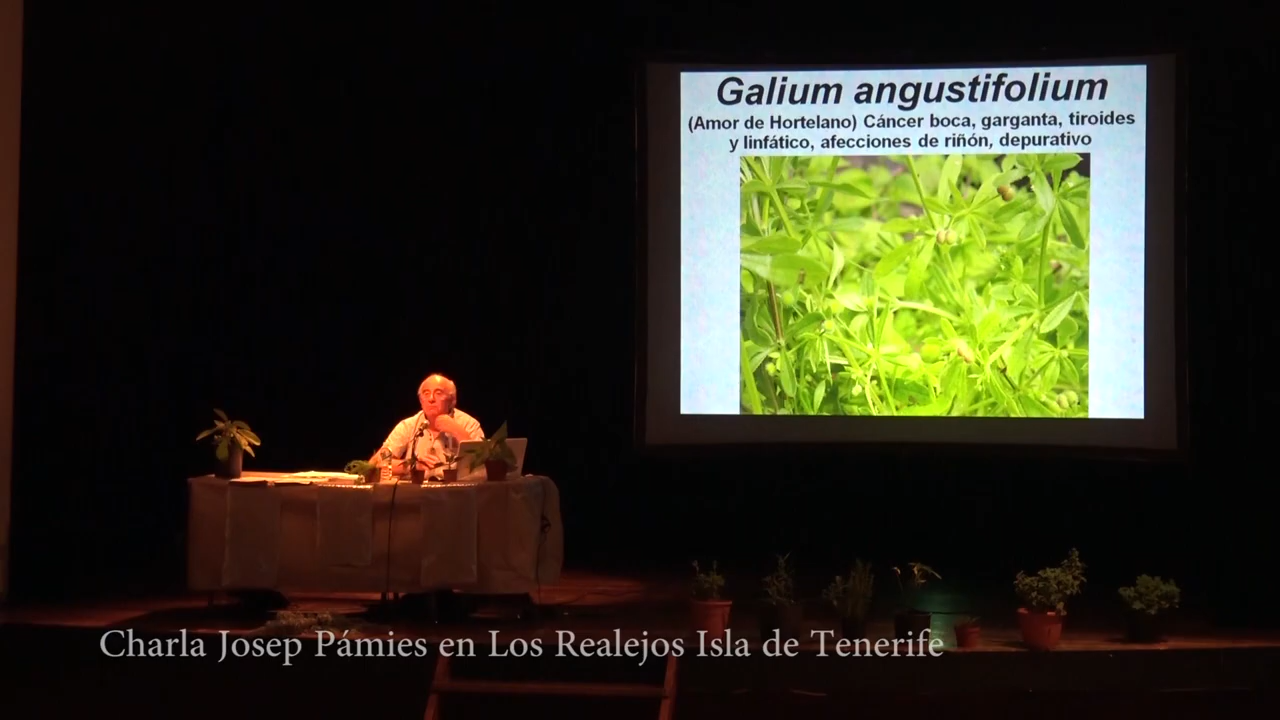 Galium angustifolium
(Amor de Hortelano) Cáncer boca, garganta, tiroides
y linfático, afecciones de riñón, depurativo
Charla Josep Pámies en Los Realejos Isla de Tenerife